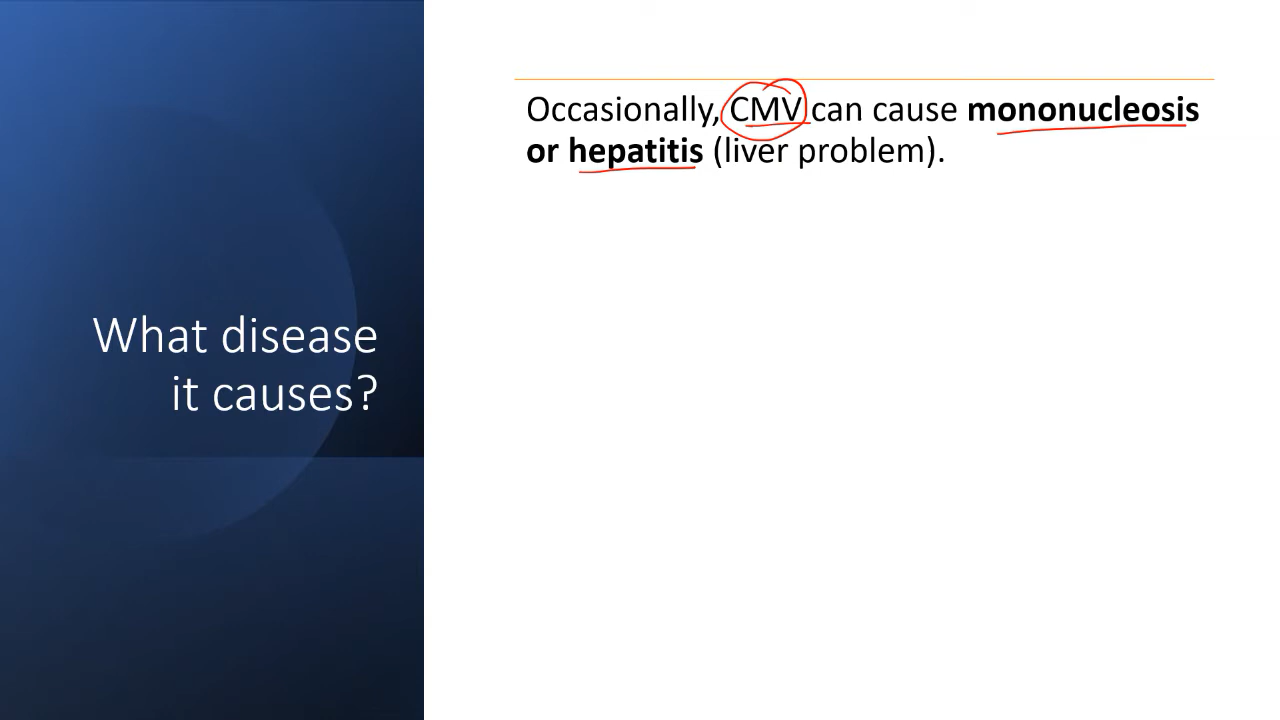 What disease
it causes?
Occasionally, CMV can cause mononucleosis
or hepatitis (liver problem).